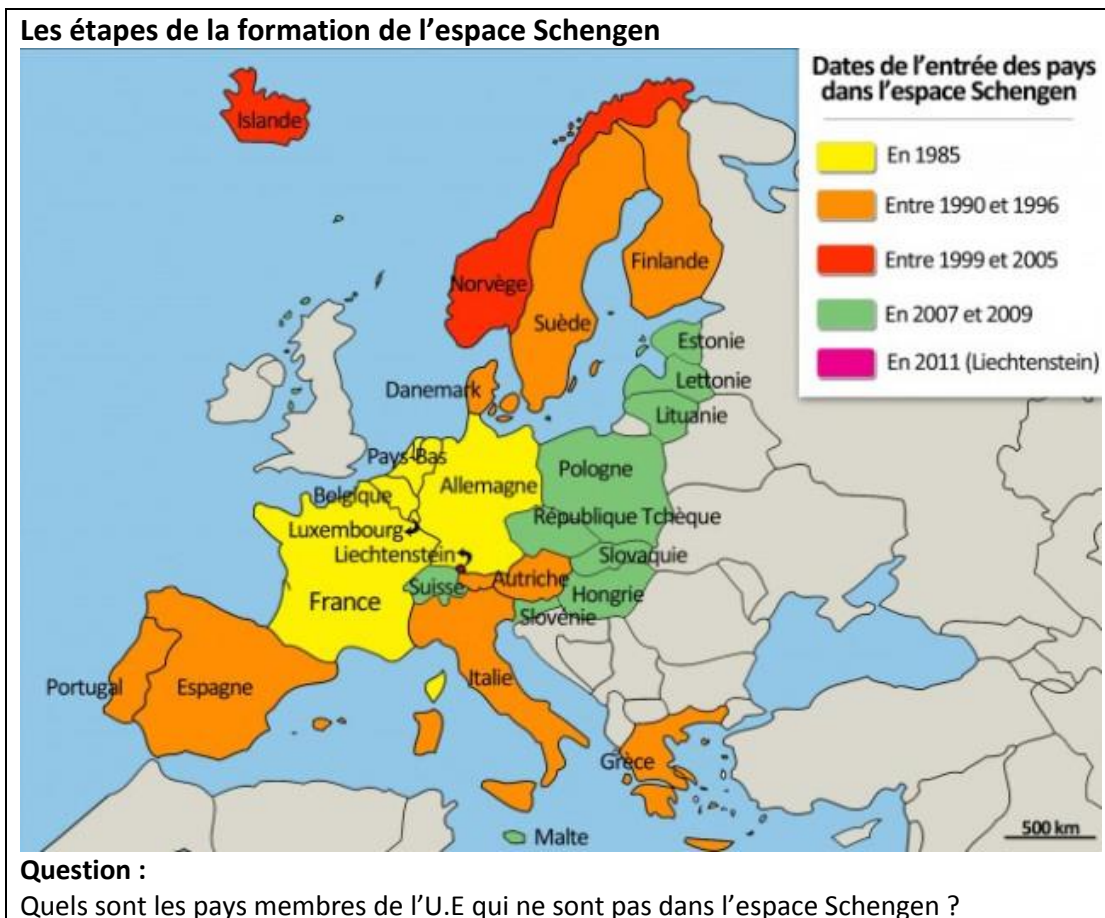 Les étapes de la formation de l’espace Schengen
Dates de l'entrée des pays
dans l'espace Schengen
En 1985
Entre 1990 et 1996
Entre 1999 et 2005
En 2007 et 2009
En 2011 (Liechtenstein)
Islande
Norvège
Finlande
Suède
Estonie
Lettonie
Lituanie
Danemark
Pays-Bas
Allemagne
Pologne
Belgique
République Tchèque
Luxembourg
Liechtenstein
Slovaquie
Suisse
Autriche
France
Hongrie
Slovénie
Italie
Portugal
Espagne
Grèce
Malte
500 km
Question :
Quels sont les pays membres de l’U.E qui ne sont pas dans l’espace Schengen ?